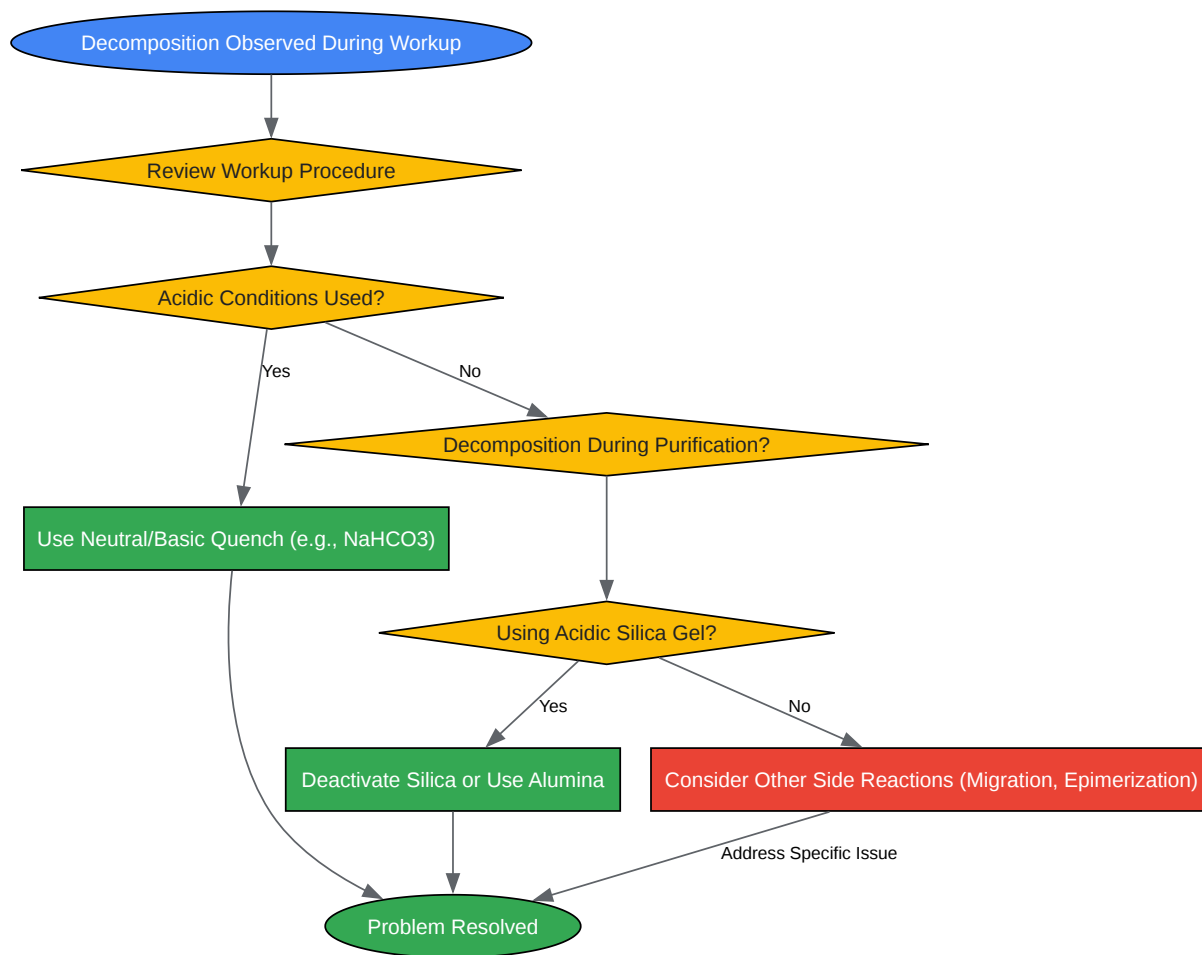 Decomposition Observed During Workup
Review Workup Procedure
Acidic Conditions Used?
Yes
No
Decomposition During Purification?
Use Neutral/Basic Quench (e.g., NaHCO3)
Using Acidic Silica Gel?
Yes
No
Deactivate Silica or Use Alumina
Consider Other Side Reactions (Migration, Epimerization)
Address Specific Issue
Problem Resolved